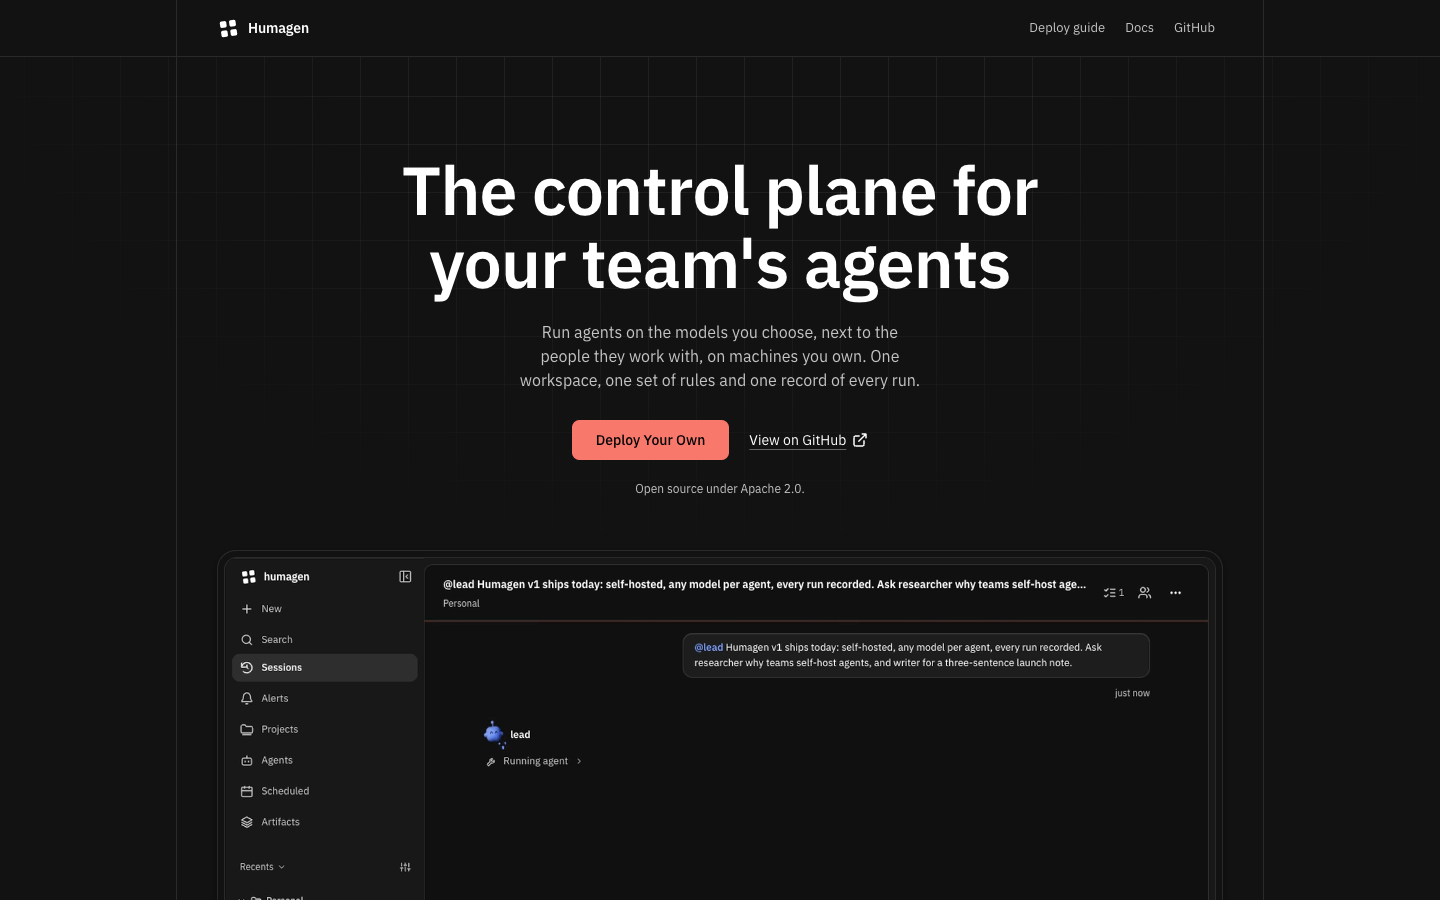 Humagen
Deploy guide
Docs
GitHub
The control plane for
your team's agents
Run agents on the models you choose, next to the
people they work with, on machines you own. One
workspace, one set of rules and one record of every run.
Deploy Your Own
View on GitHub
Open source under Apache 2.0.
humagen
New
Search
Sessions
Alerts
Projects
Agents
Scheduled
Artifacts
Recents
Personal
@lead Humagen v1 ships today: self-hosted, any model per agent, every run recorded. Ask researcher why teams self-host age...
Personal
1
@lead Humagen v1 ships today: self-hosted, any model per agent, every run recorded. Ask
researcher why teams self-host agents, and writer for a three-sentence launch note.
just now
lead
Running agent